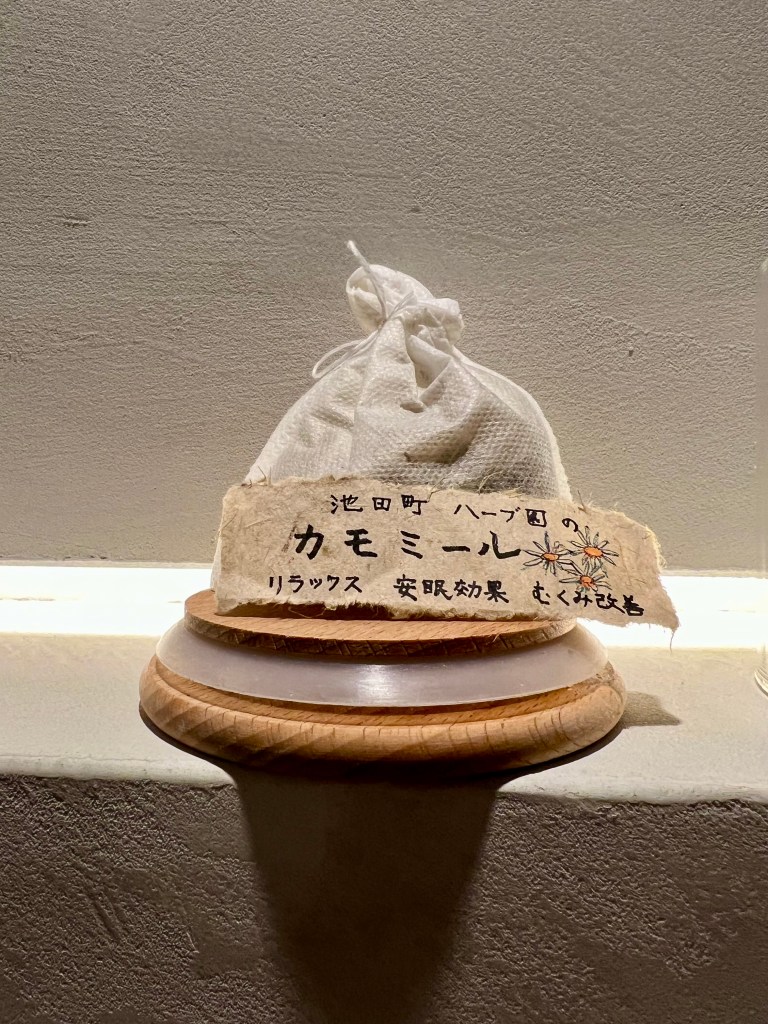 池田町 ハーブ園の
カモミール
リラックス 安眠効果 むくみ改善